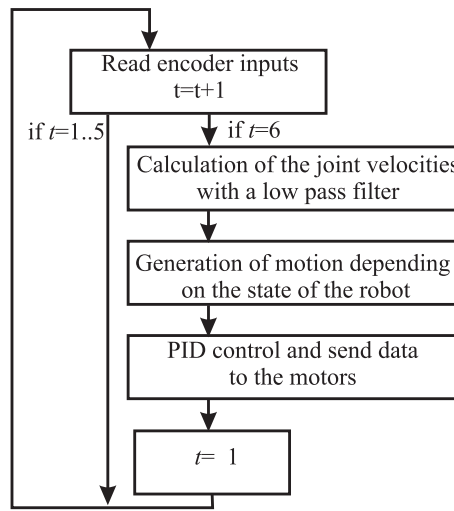 Read encoder inputs
t=t+1
if t=1..5
if t=6
Calculation of the joint velocities
with a low pass filter
Generation of motion depending
on the state of the robot
PID control and send data
to the motors
t= 1